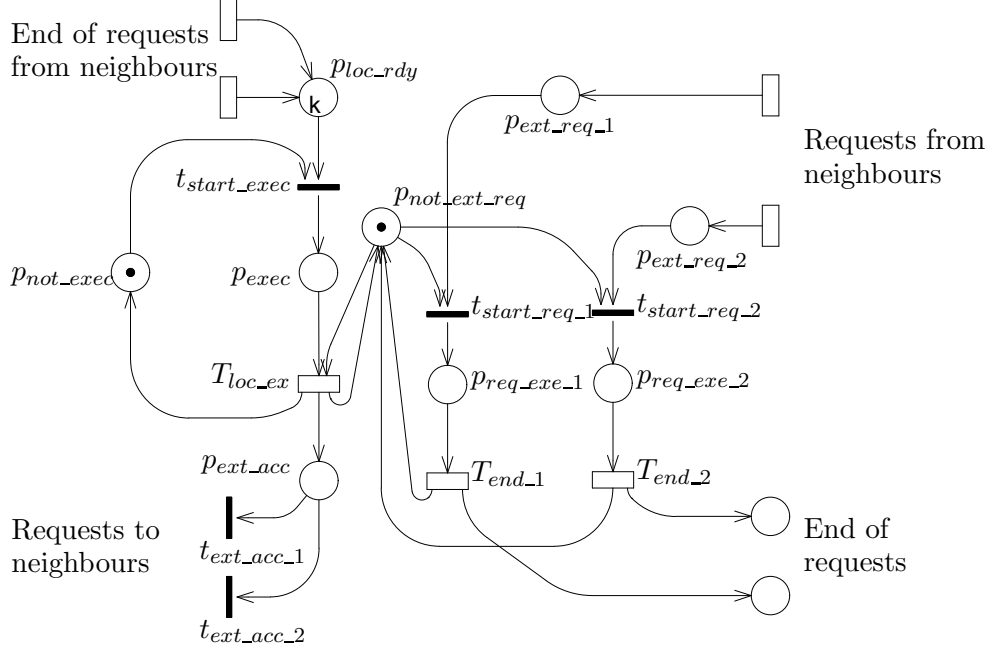 End of requests
from neighbours
p_loc_rdy
k
p_ext_req_1
Requests from
neighbours
t_start_exec
p_not_ext_req
p_ext_req_2
p_not_exec
p_exec
t_start_req_1
t_start_req_2
T_loc_ex
p_req_exe_1
p_req_exe_2
p_ext_acc
T_end_1
T_end_2
Requests to
neighbours
t_ext_acc_1
t_ext_acc_2
End of
requests